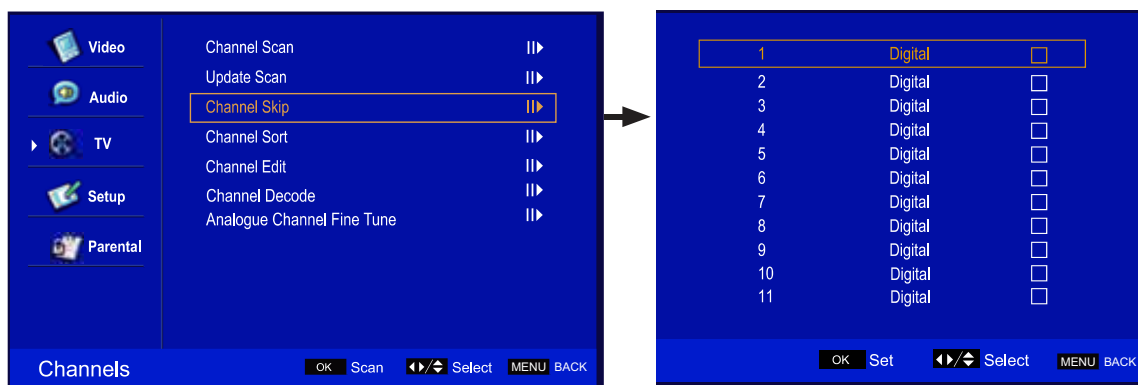 Video
Audio
TV
Setup
Parental
Channel Scan
Update Scan
Channel Skip
Channel Sort
Channel Edit
Channel Decode
Analogue Channel Fine Tune
Channels
OK Scan Select MENU BACK
1 Digital
2 Digital
3 Digital
4 Digital
5 Digital
6 Digital
7 Digital
8 Digital
9 Digital
10 Digital
11 Digital
OK Set Select MENU BACK